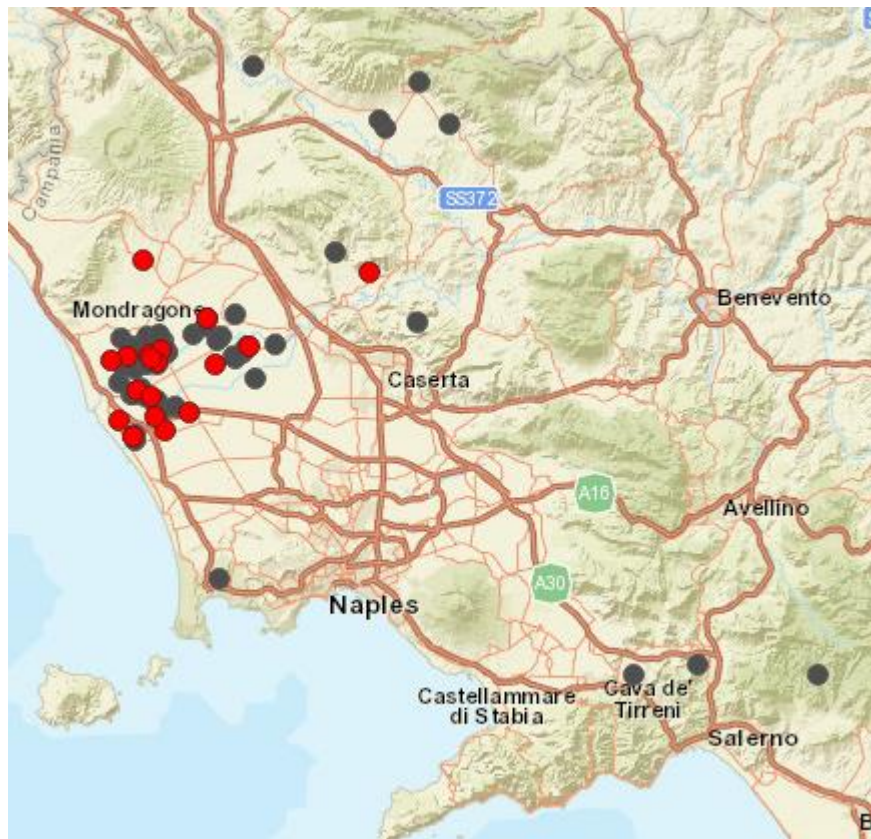 E
Campania
SS372
Mondragone
Benevento
Caserta
A16
Avellino
A30
Naples
Cava de'
Tirreni
Castellammare
di Stabia
Salerno
B